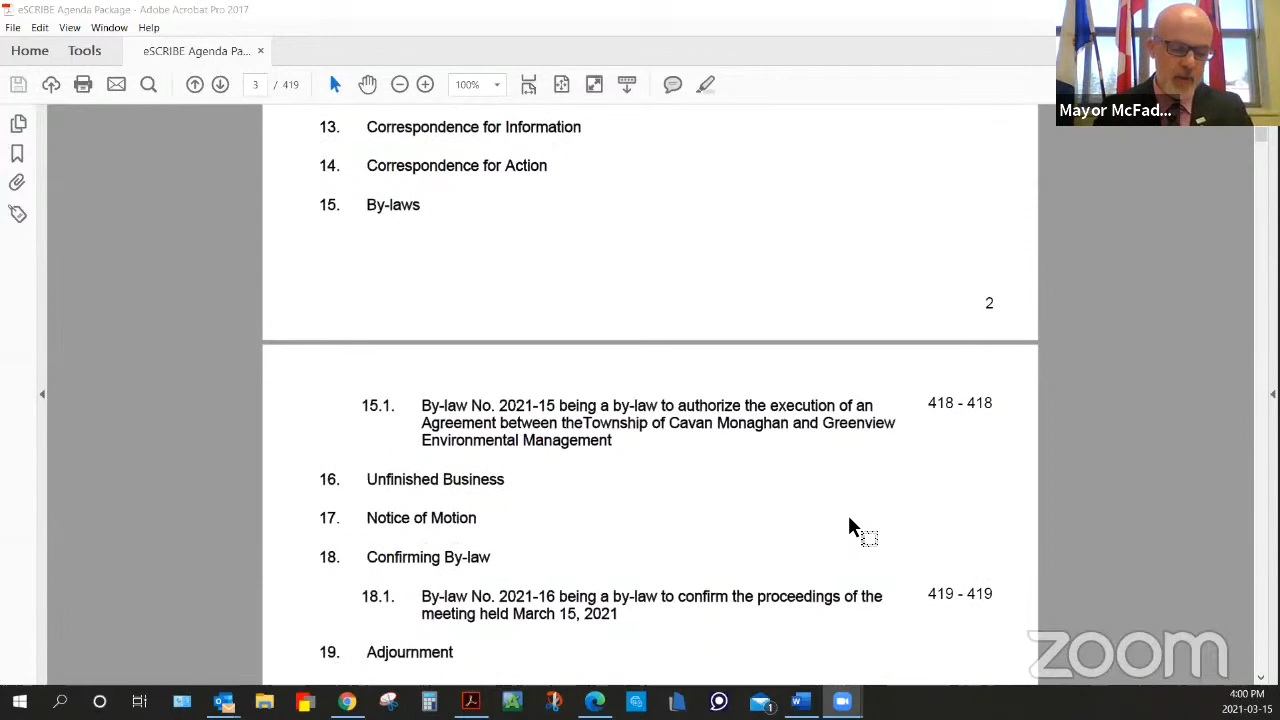 eSCRIBE Agenda Package - Adobe Acrobat Pro 2017
File Edit View Window Help
Home Tools eSCRIBE Agenda Pa... ×
3 / 419 100%
Mayor McFad...
13. Correspondence for Information
14. Correspondence for Action
15. By-laws
2
15.1. By-law No. 2021-15 being a by-law to authorize the execution of an 418 - 418
Agreement between theTownship of Cavan Monaghan and Greenview
Environmental Management
16. Unfinished Business
17. Notice of Motion
18. Confirming By-law
18.1. By-law No. 2021-16 being a by-law to confirm the proceedings of the 419 - 419
meeting held March 15, 2021
19. Adjournment
zoom
4:00 PM
2021-03-15